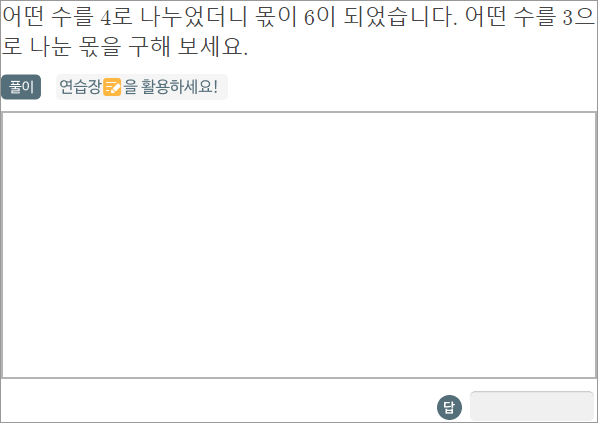 어떤 수를 4로 나누었더니 몫이 6이 되었습니다. 어떤 수를 3으
로 나눈 몫을 구해 보세요.
풀이 연습장을 활용하세요!
답